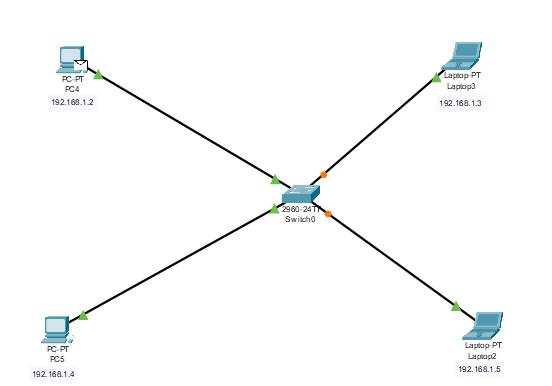 PC-PT
PC4
192.168.1.2
Laptop-PT
Laptop3
192.168.1.3
2960-24TT
Switch0
PC-PT
PC5
192.168.1.4
Laptop-PT
Laptop2
192.168.1.5